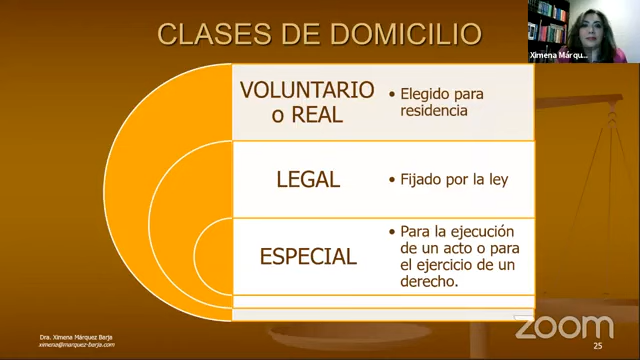 CLASES DE DOMICILIO
Ximena Márqu...
VOLUNTARIO
o REAL
• Elegido para
residencia
LEGAL
• Fijado por la ley
ESPECIAL
• Para la ejecución
de un acto o para
el ejercicio de un
derecho.
Dra. Ximena Márquez Barja
ximena@marquez-barja.com
zoom
25